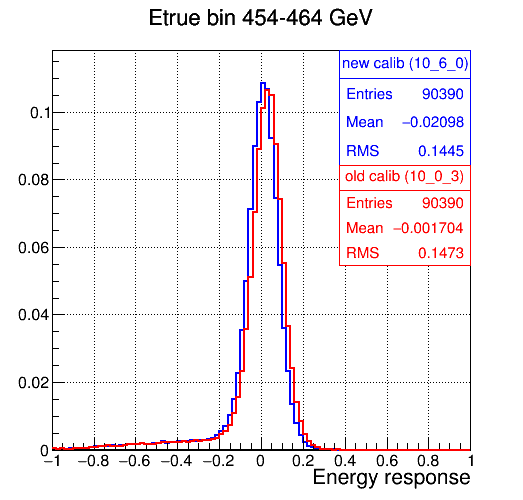 Etrue bin 454-464 GeV
new calib (10_6_0)
Entries 90390
Mean −0.02098
RMS 0.1445
old calib (10_0_3)
Entries 90390
Mean −0.001704
RMS 0.1473
0.1
0.08
0.06
0.04
0.02
0
−1 −0.8 −0.6 −0.4 −0.2 0 0.2 0.4 0.6 0.8 1
Energy response